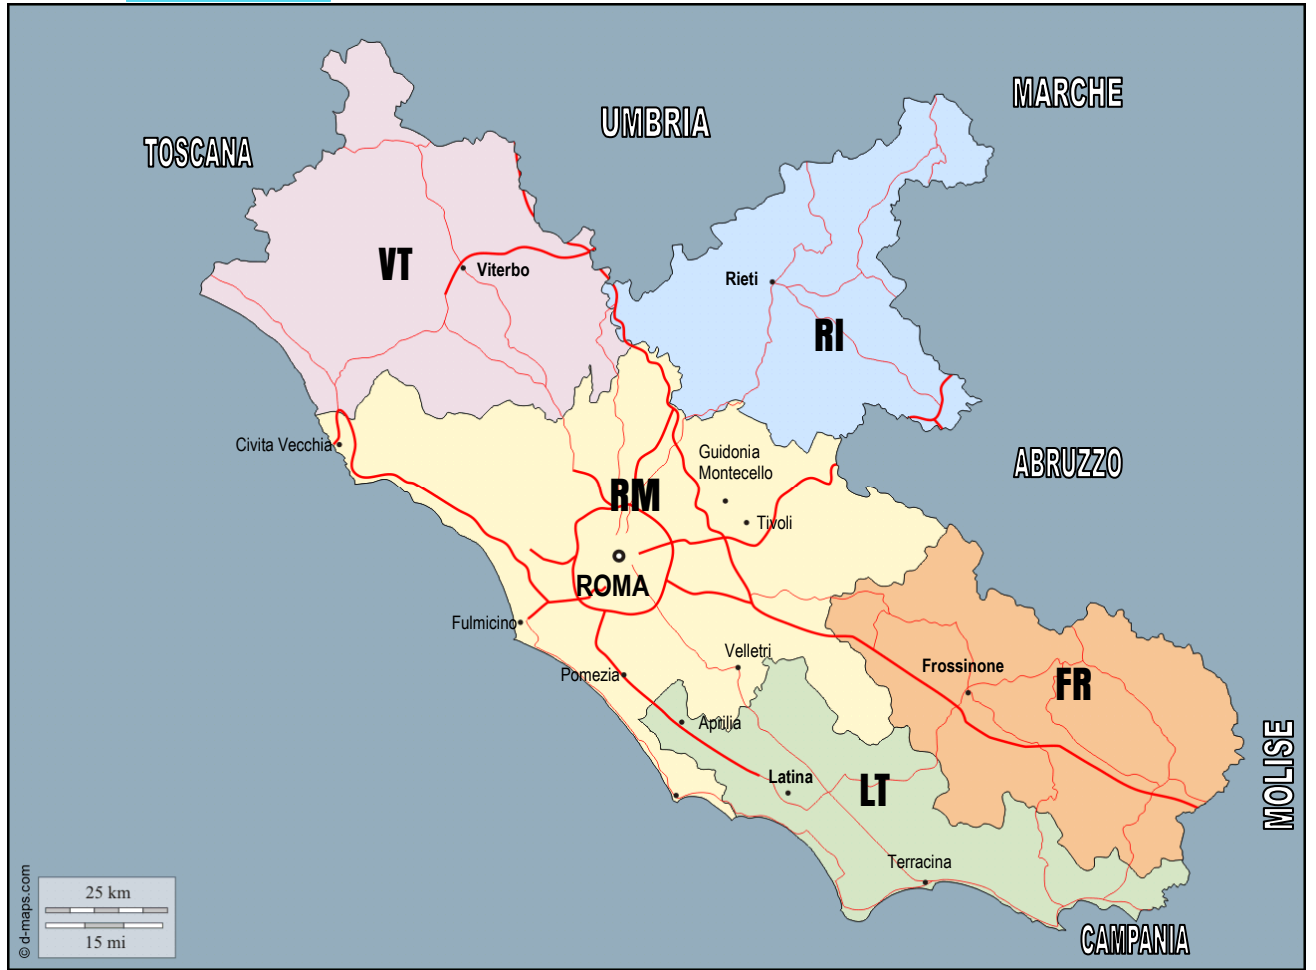 MARCHE
UMBRIA
TOSCANA
VT
Viterbo
Rieti
RI
Civita Vecchia
Guidonia
Montecello
ABRUZZO
RM
Tivoli
ROMA
Fulmicino
Velletri
Frossinone
Pomezia
FR
Aprilia
MOLISE
Latina
LT
Terracina
CAMPANIA
25 km
15 mi
© d-maps.com